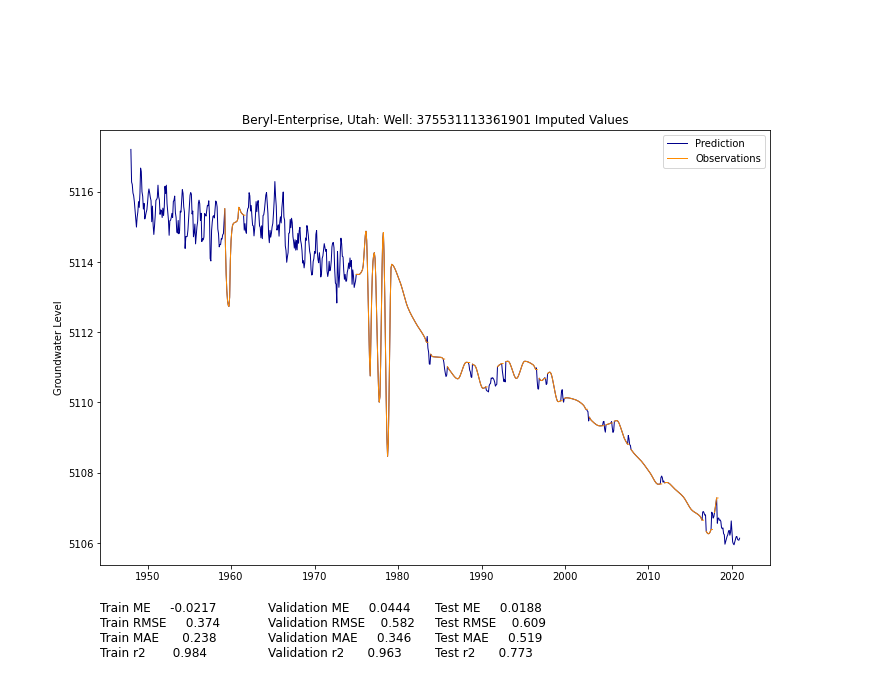 Beryl-Enterprise, Utah: Well: 375531113361901 Imputed Values
Prediction
Observations
Groundwater Level
5116
5114
5112
5110
5108
5106
1950 1960 1970 1980 1990 2000 2010 2020
Train ME -0.0217 Validation ME 0.0444 Test ME 0.0188
Train RMSE 0.374 Validation RMSE 0.582 Test RMSE 0.609
Train MAE 0.238 Validation MAE 0.346 Test MAE 0.519
Train r2 0.984 Validation r2 0.963 Test r2 0.773